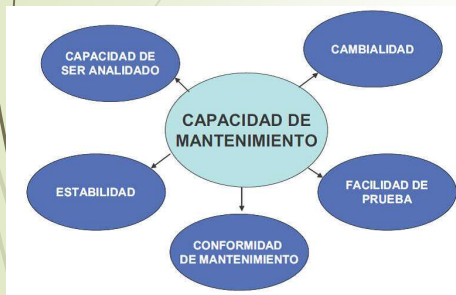 CAPACIDAD DE
SER ANALIDADO
CAMBIALIDAD
CAPACIDAD DE
MANTENIMIENTO
ESTABILIDAD
FACILIDAD DE
PRUEBA
CONFORMIDAD
DE MANTENIMIENTO